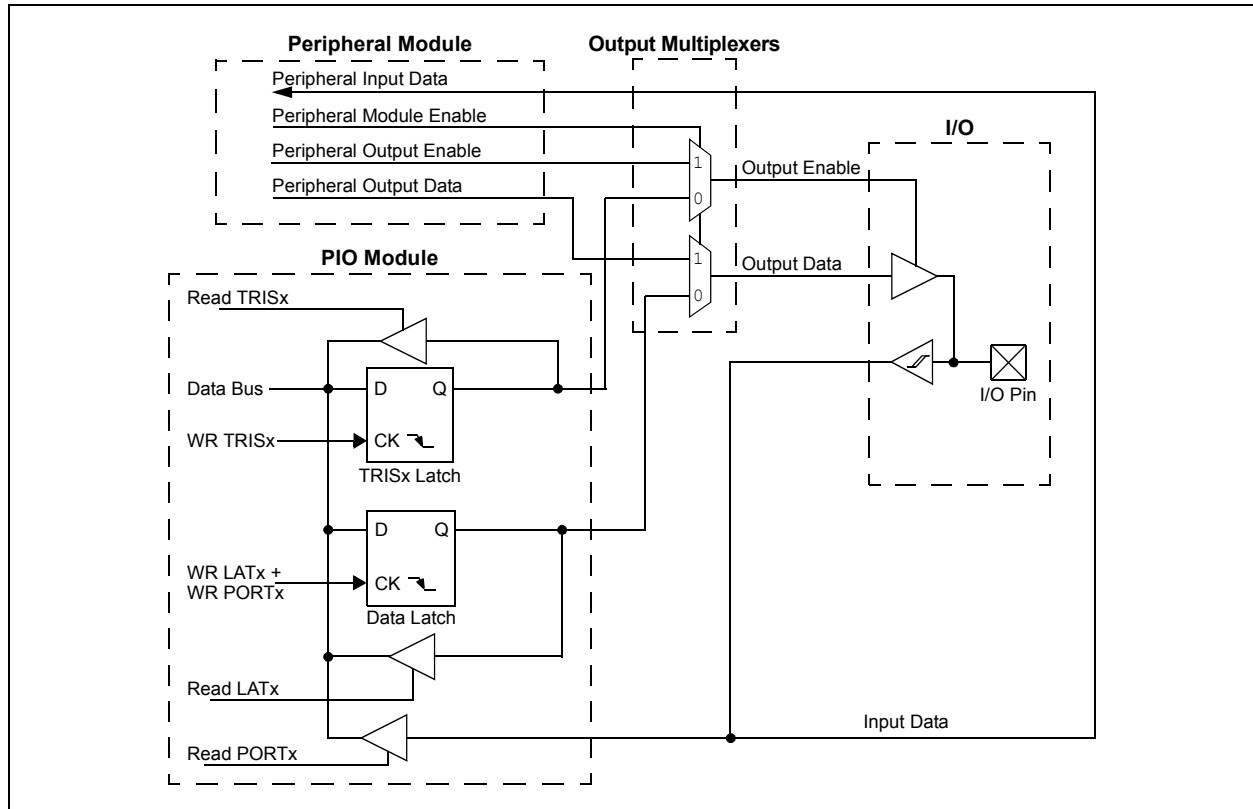 Peripheral Module
Output Multiplexers
Peripheral Input Data
Peripheral Module Enable
I/O
Peripheral Output Enable
1
Output Enable
Peripheral Output Data
0
PIO Module
1
Output Data
Read TRISx
0
Data Bus
D
Q
I/O Pin
WR TRISx
CK
TRISx Latch
D
Q
WR LATx +
WR PORTx
CK
Data Latch
Read LATx
Input Data
Read PORTx